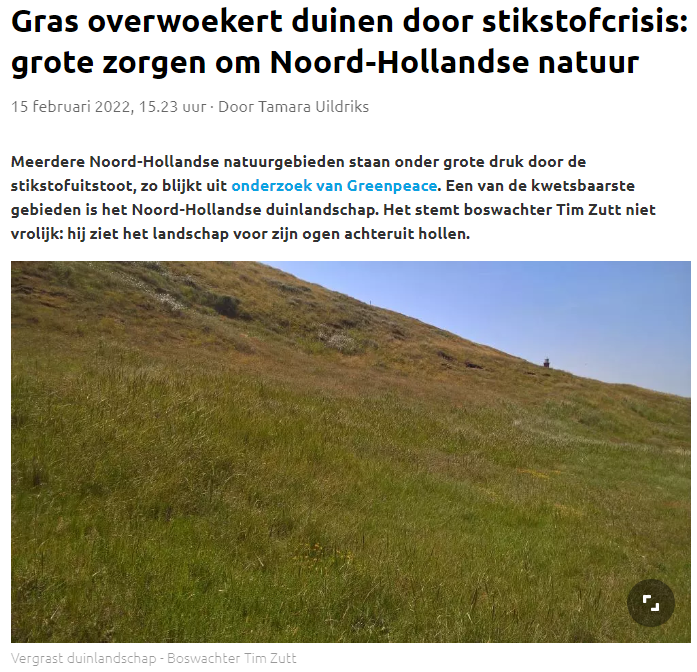 Gras overwoekert duinen door stikstofcrisis:
grote zorgen om Noord-Hollandse natuur
15 februari 2022, 15.23 uur · Door Tamara Uildriks
Meerdere Noord-Hollandse natuurgebieden staan onder grote druk door de
stikstofuitstoot, zo blijkt uit onderzoek van Greenpeace. Een van de kwetsbaarste
gebieden is het Noord-Hollandse duinlandschap. Het stemt boswachter Tim Zutt niet
vrolijk: hij ziet het landschap voor zijn ogen achteruit hollen.
Vergrast duinlandschap - Boswachter Tim Zutt